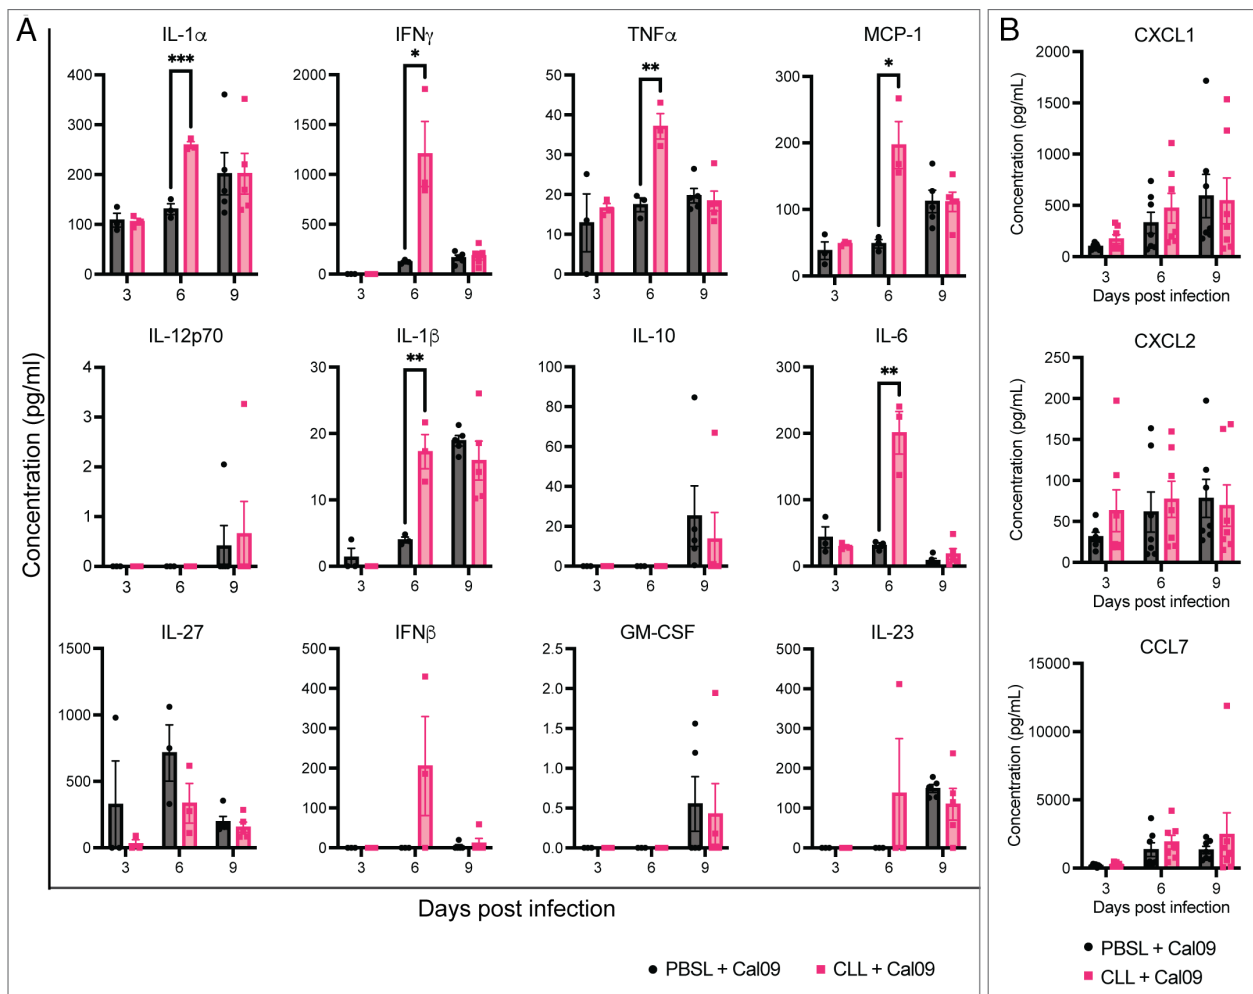 A
IL-1α
IFNγ
TNFα
MCP-1
***
*
**
*
400
300
200
100
0
2000
1500
1000
500
0
50
40
30
20
10
0
300
200
100
0
3 6 9
3 6 9
3 6 9
3 6 9
Concentration (pg/ml)
IL-12p70
IL-1β
IL-10
IL-6
**
**
4
3
2
1
0
30
20
10
0
100
80
60
40
20
0
300
200
100
0
3 6 9
3 6 9
3 6 9
3 6 9
IL-27
IFNβ
GM-CSF
IL-23
1500
1000
500
0
500
400
300
200
100
0
2.5
2.0
1.5
1.0
0.5
0.0
500
400
300
200
100
0
3 6 9
3 6 9
3 6 9
3 6 9
Days post infection
PBSL + Cal09
CLL + Cal09
B
CXCL1
Concentration (pg/mL)
2000
1500
1000
500
0
3 6 9
Days post infection
CXCL2
Concentration (pg/mL)
250
200
150
100
50
0
3 6 9
Days post infection
CCL7
Concentration (pg/mL)
15000
10000
5000
0
3 6 9
Days post infection
PBSL + Cal09
CLL + Cal09